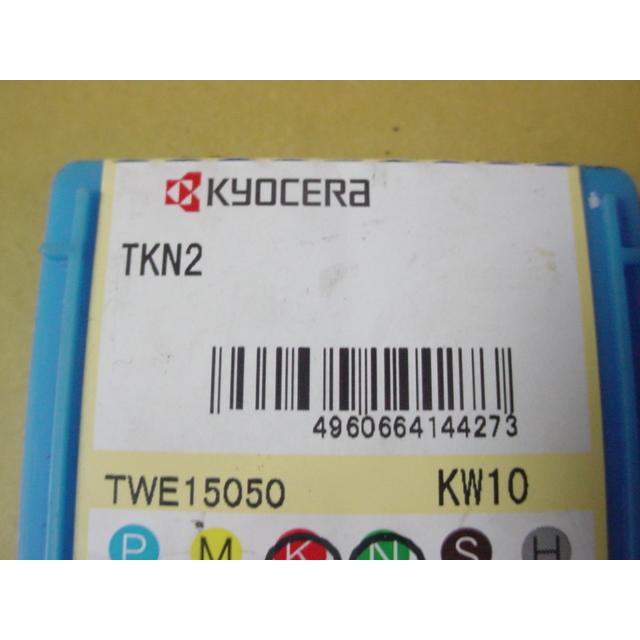 KYOCERA
TKN2
4960664144273
TWE15050 KW10
P M K N S H